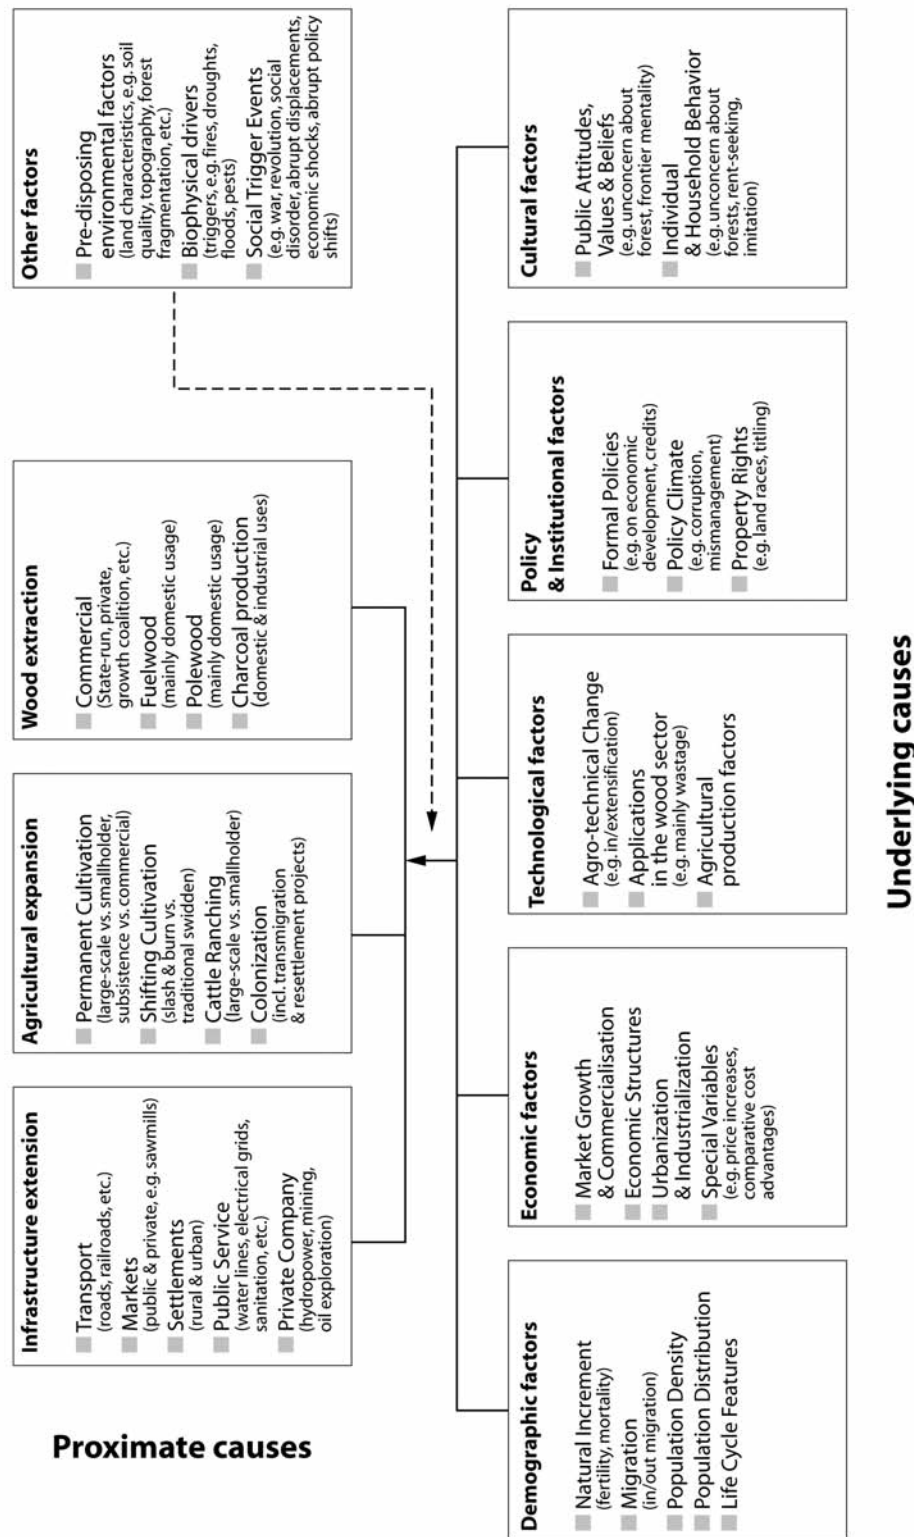 Proximate causes
Infrastructure extension
Transport
(roads, railroads, etc.)
Markets
(public & private, e.g. sawmills)
Settlements
(rural & urban)
Public Service
(water lines, electrical grids,
sanitation, etc.)
Private Company
(hydropower, mining,
oil exploration)
Agricultural expansion
Permanent Cultivation
(large-scale vs. smallholder,
subsistence vs. commercial)
Shifting Cultivation
(slash & burn vs.
traditional swidden)
Cattle Ranching
(large-scale vs. smallholder)
Colonization
(incl. transmigration
& resettlement projects)
Wood extraction
Commercial
(State-run, private,
growth coalition, etc.)
Fuelwood
(mainly domestic usage)
Polewood
(mainly domestic usage)
Charcoal production
(domestic & industrial uses)
Other factors
Pre-disposing
environmental factors
(land characteristics, e.g. soil
quality, topography, forest
fragmentation, etc.)
Biophysical drivers
(triggers, e.g. fires, droughts,
floods, pests)
Social Trigger Events
(e.g. war, revolution, social
disorder, abrupt displacements,
economic shocks, abrupt policy
shifts)
Demographic factors
Natural Increment
(fertility, mortality)
Migration
(in/out migration)
Population Density
Population Distribution
Life Cycle Features
Economic factors
Market Growth
& Commercialisation
Economic Structures
Urbanization
& Industrialization
Special Variables
(e.g. price increases,
comparative cost
advantages)
Technological factors
Agro-technical Change
(e.g. in/extensification)
Applications
in the wood sector
(e.g. mainly wastage)
Agricultural
production factors
Policy
& Institutional factors
Formal Policies
(e.g. on economic
development, credits)
Policy Climate
(e.g. corruption,
mismanagement)
Property Rights
(e.g. land races, titling)
Cultural factors
Public Attitudes,
Values & Beliefs
(e.g. unconcern about
forest, frontier mentality)
Individual
& Household Behavior
(e.g. unconcern about
forests, rent-seeking,
imitation)
Underlying causes